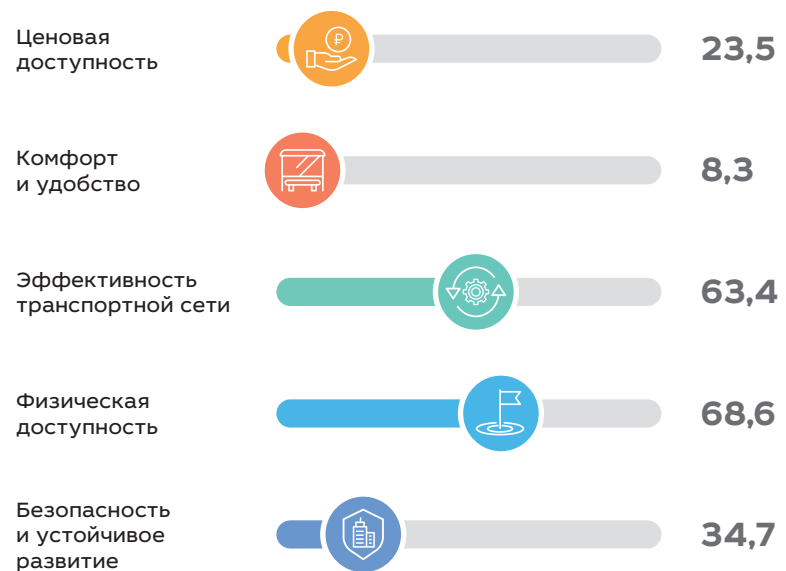 Ценовая
доступность
23,5
Комфорт
и удобство
8,3
Эффективность
транспортной сети
63,4
Физическая
доступность
68,6
Безопасность
и устойчивое
развитие
34,7